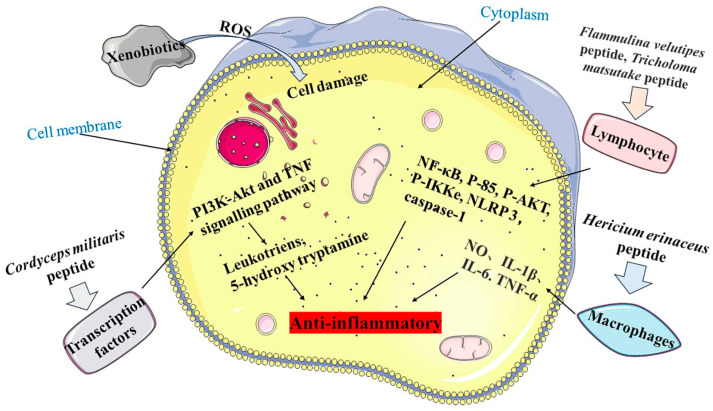 ROS
Xenobiotics
Cell damage
Cytoplasm
Flammulina velutipes
peptide, Tricholoma
matsutake peptide
Cell membrane
Lymphocyte
NF-κB, P-85, P-AKT,
P-IKKe, NLRP3,
caspase-1
PI3K-Akt and TNF
signalling pathway
Hericium erinaceus
peptide
Cordyceps militaris
peptide
Leukotriens,
5-hydroxy tryptamine
NO、IL-1β、
IL-6, TNF-α
Transcription
factors
Anti-inflammatory
Macrophages